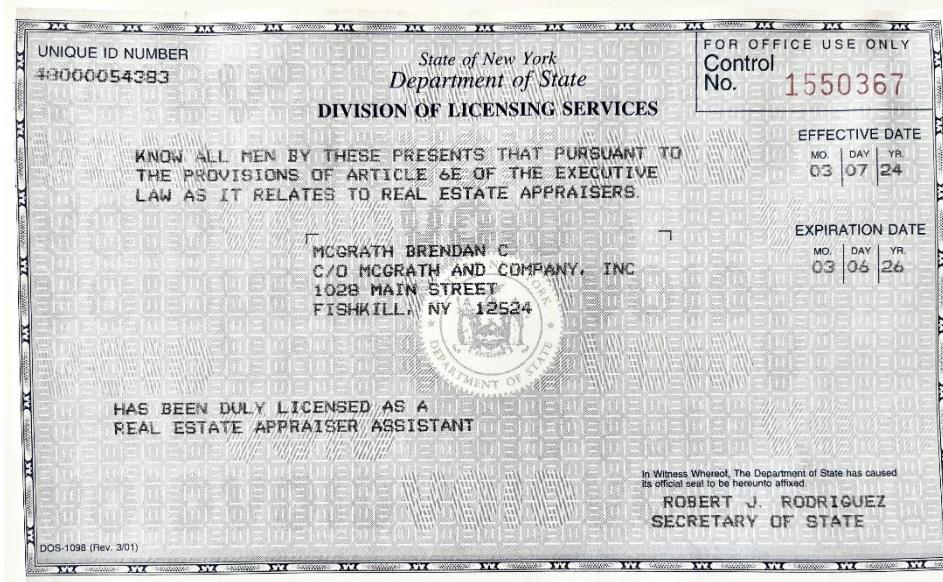 UNIQUE ID NUMBER
48000054383
State of New York
Department of State
DIVISION OF LICENSING SERVICES
FOR OFFICE USE ONLY
Control
No. 1550367
EFFECTIVE DATE
MO. DAY YR.
03 07 24
KNOW ALL MEN BY THESE PRESENTS THAT PURSUANT TO
THE PROVISIONS OF ARTICLE 6E OF THE EXECUTIVE
LAW AS IT RELATES TO REAL ESTATE APPRAISERS.
EXPIRATION DATE
MO. DAY YR.
03 06 26
MCGRATH BRENDAN C
C/O MCGRATH AND COMPANY, INC
1028 MAIN STREET
FISHKILL, NY 12524
DEPARTMENT OF STATE
EXCELSIOR
HAS BEEN DULY LICENSED AS A
REAL ESTATE APPRAISER ASSISTANT
In Witness Whereof, The Department of State has caused
its official seal to be hereunto affixed.
ROBERT J. RODRIGUEZ
SECRETARY OF STATE
DOS-1098 (Rev. 3/01)